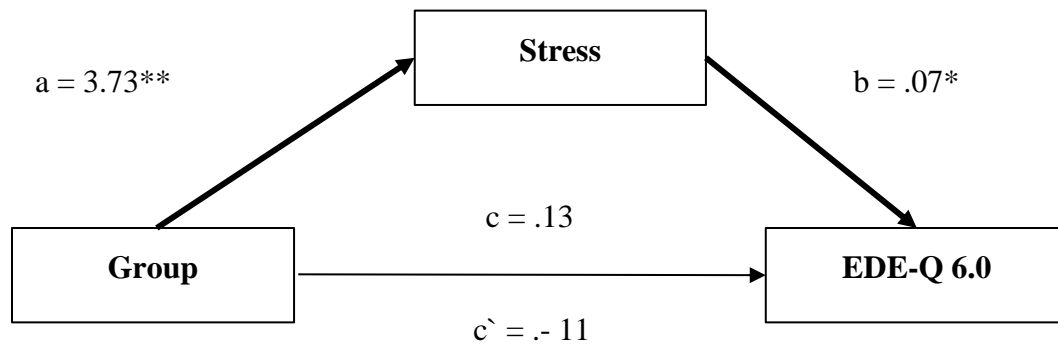 Stress
a = 3.73**
b = .07*
c = .13
Group
EDE-Q 6.0
c` = .- 11